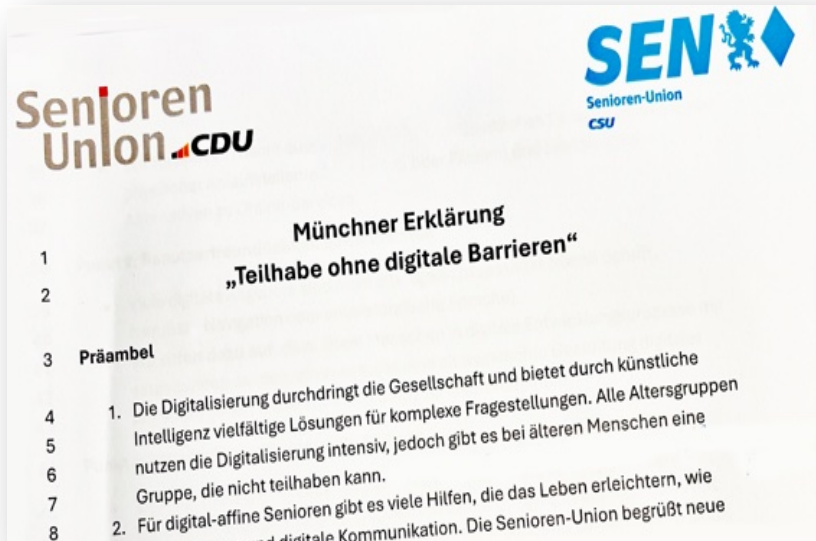 Senioren
Union CDU
SEN
Senioren-Union
CSU
Münchner Erklärung
„Teilhabe ohne digitale Barrieren“
1
2
3 Präambel
4 1. Die Digitalisierung durchdringt die Gesellschaft und bietet durch künstliche
5 Intelligenz vielfältige Lösungen für komplexe Fragestellungen. Alle Altersgruppen
6 nutzen die Digitalisierung intensiv, jedoch gibt es bei älteren Menschen eine
7 Gruppe, die nicht teilhaben kann.
8 2. Für digital-affine Senioren gibt es viele Hilfen, die das Leben erleichtern, wie
digitale Kommunikation. Die Senioren-Union begrüßt neue